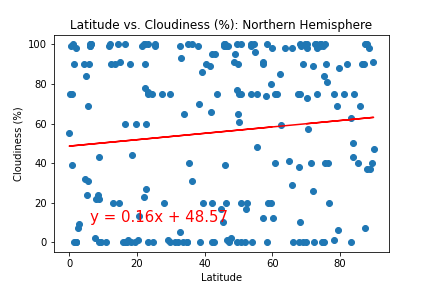 Latitude vs. Cloudiness (%): Northern Hemisphere
100
80
60
40
20
0
Cloudiness (%)
y = 0.16x + 48.57
0 20 40 60 80
Latitude